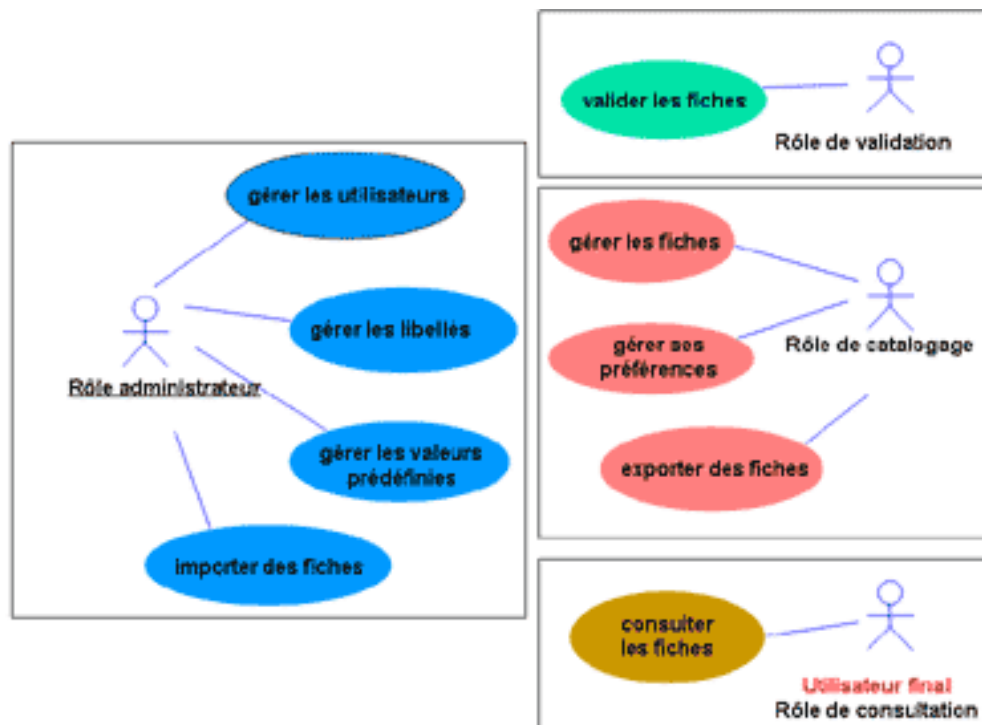 gérer les utilisateurs
gérer les libellés
Rôle administrateur
gérer les valeurs
prédéfinies
importer des fiches
valider les fiches
Rôle de validation
gérer les fiches
gérer ses
préférences
Rôle de catalogage
exporter des fiches
consulter
les fiches
Utilisateur final
Rôle de consultation